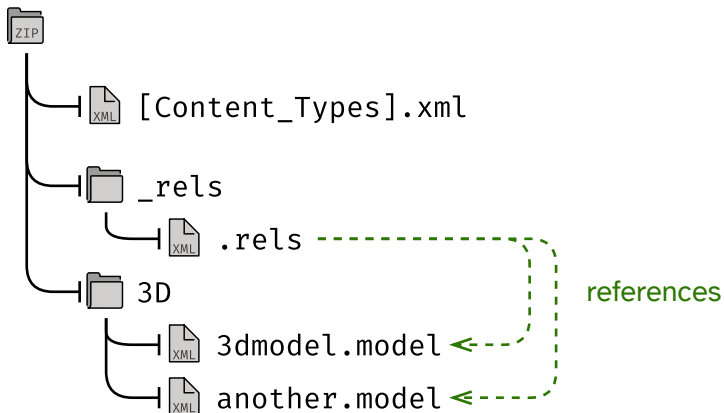 ZIP
XML [Content_Types].xml
_rels
XML .rels
references
3D
XML 3dmodel.model
XML another.model